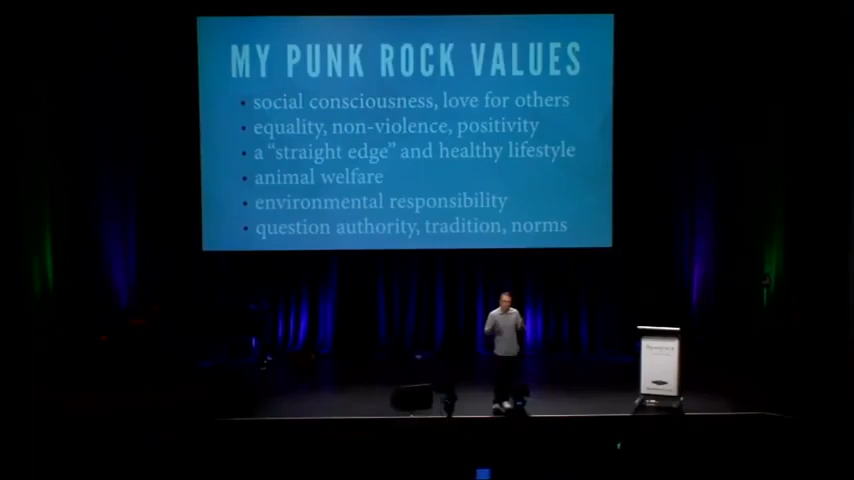 MY PUNK ROCK VALUES
• social consciousness, love for others
• equality, non-violence, positivity
• a “straight edge” and healthy lifestyle
• animal welfare
• environmental responsibility
• question authority, tradition, norms